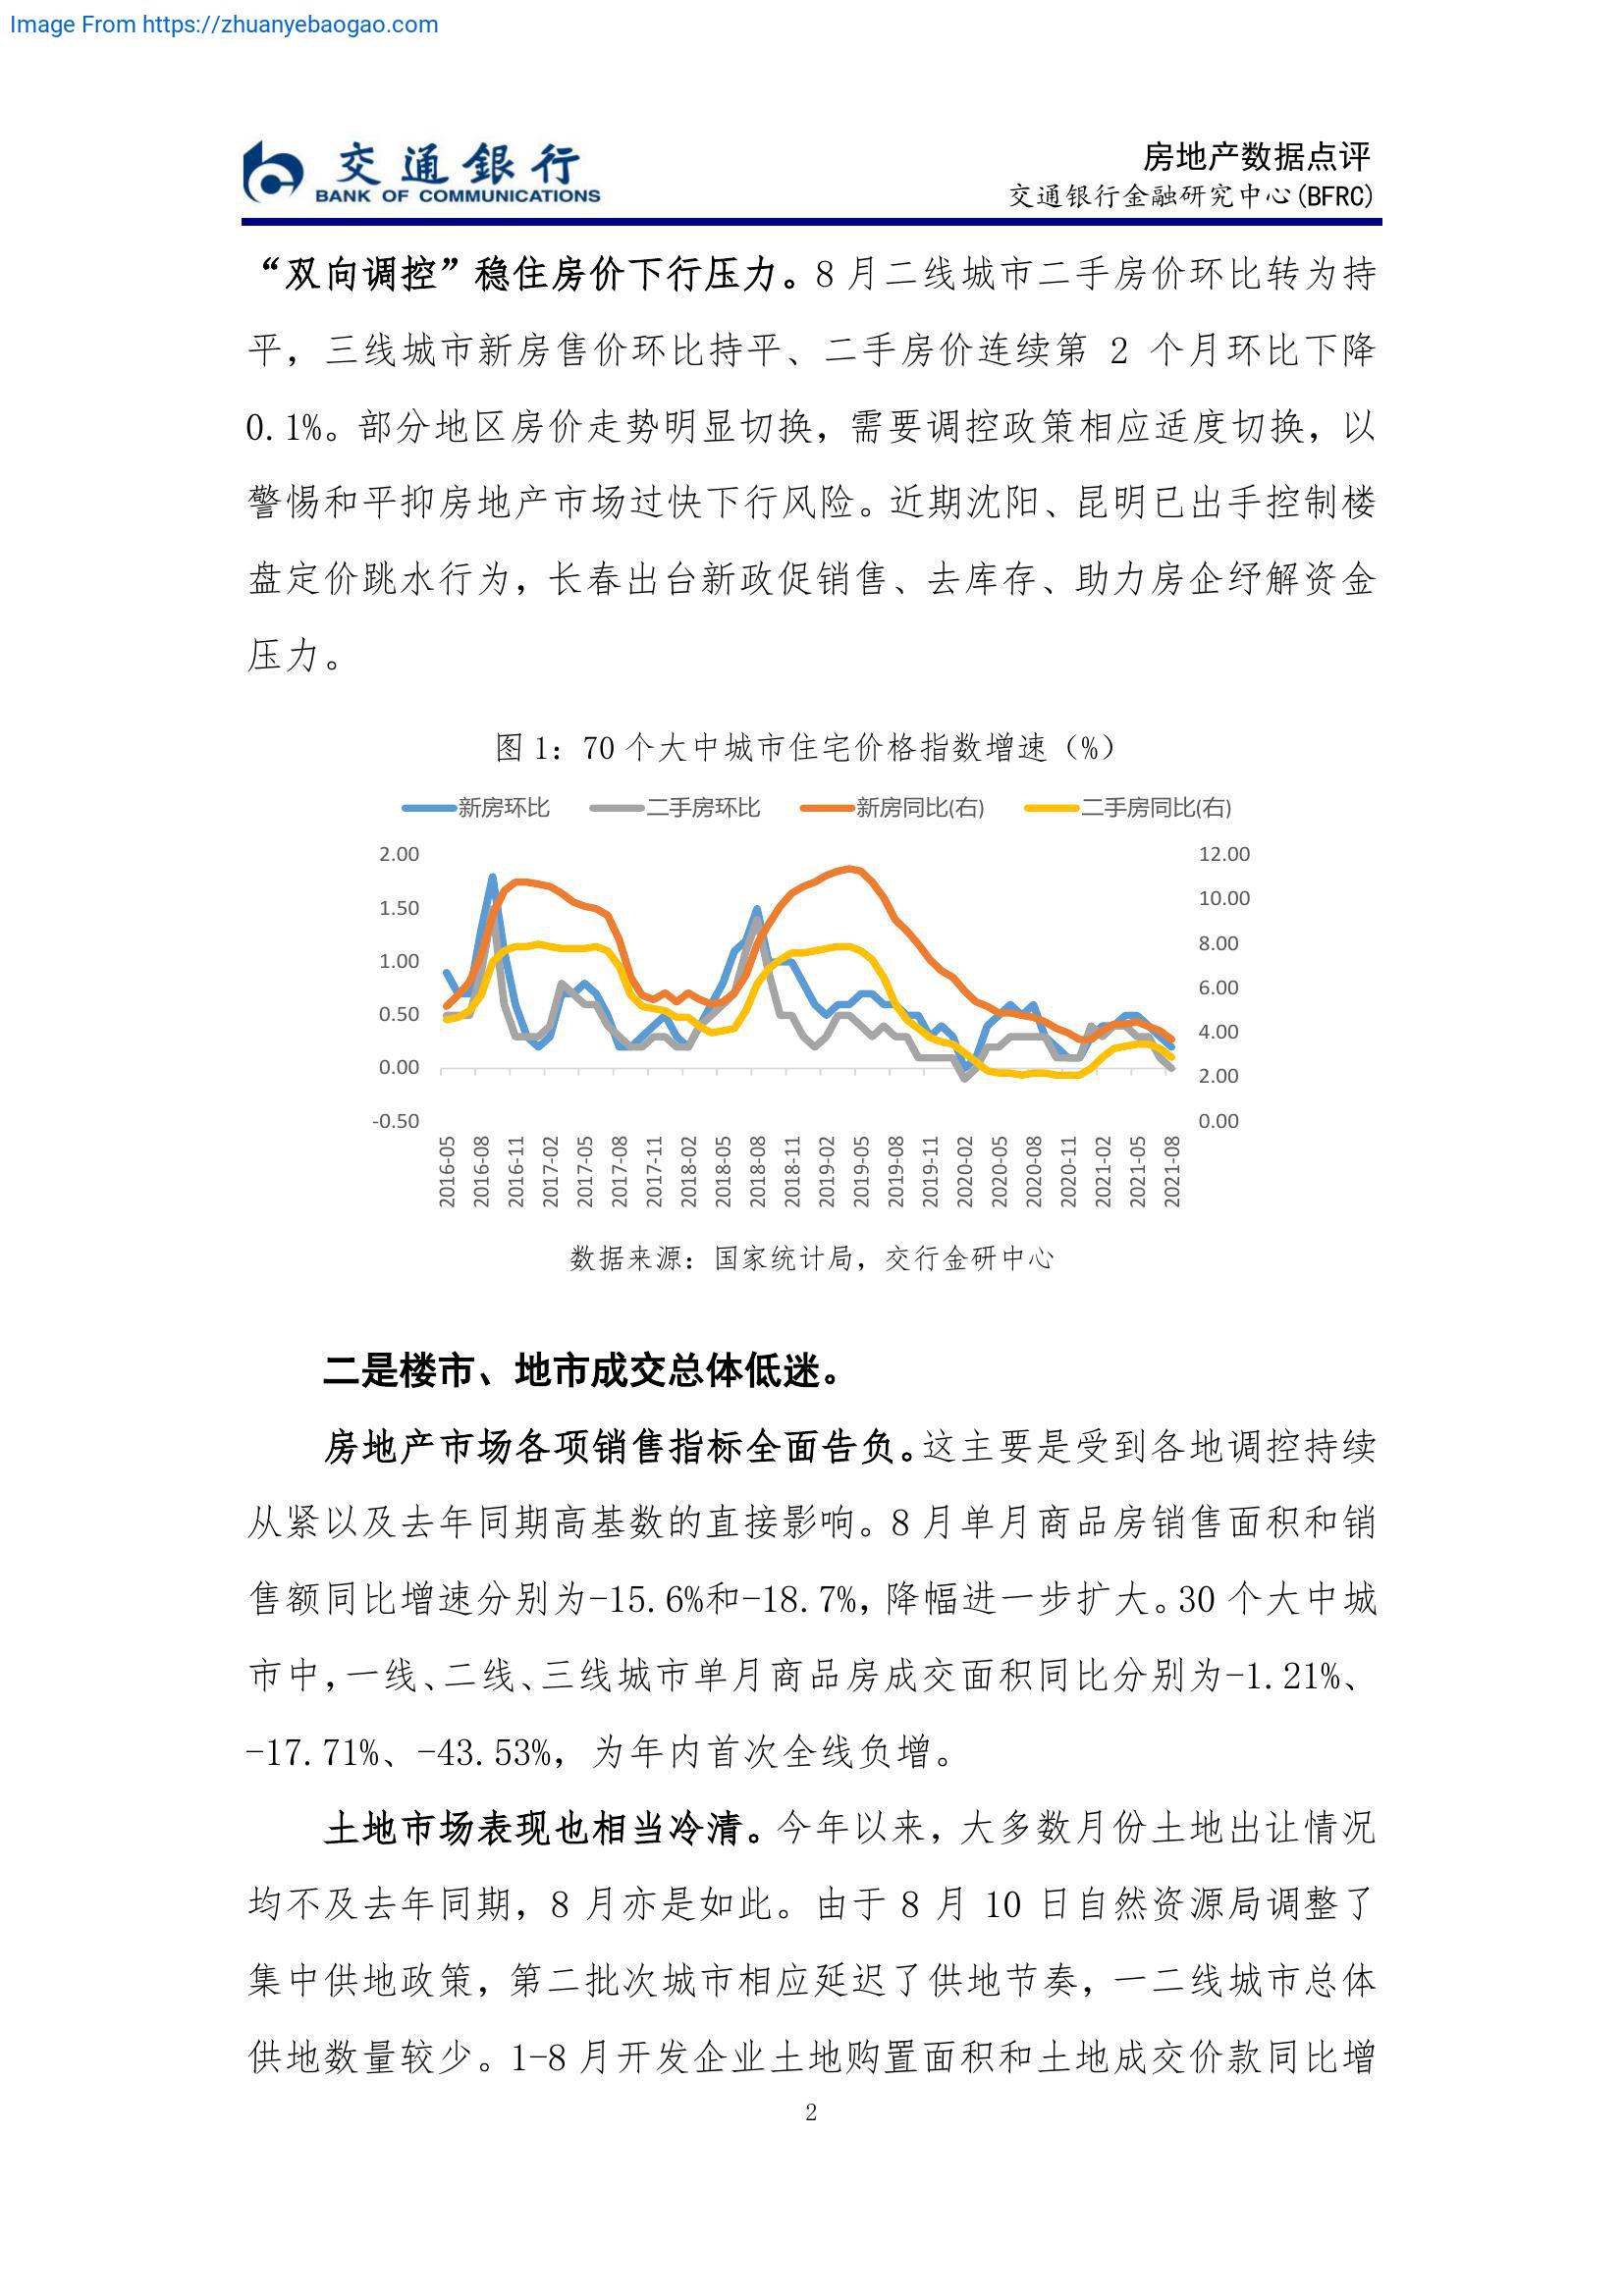 Image From https://zhuanyebaogao.com
交通銀行
BANK OF COMMUNICATIONS
房地产数据点评
交通银行金融研究中心(BFRC)
“双向调控”稳住房价下行压力。8 月二线城市二手房价环比转为持
平，三线城市新房售价环比持平、二手房价连续第 2 个月环比下降
0.1%。部分地区房价走势明显切换，需要调控政策相应适度切换，以
警惕和平抑房地产市场过快下行风险。近期沈阳、昆明已出手控制楼
盘定价跳水行为，长春出台新政促销售、去库存、助力房企纾解资金
压力。
图 1：70 个大中城市住宅价格指数增速（%）
新房环比 二手房环比 新房同比(右) 二手房同比(右)
2.00 12.00
1.50 10.00
1.00 8.00
0.50 6.00
0.00 4.00
-0.50 2.00
0.00
2016-05 2016-08 2016-11 2017-02 2017-05 2017-08 2017-11 2018-02 2018-05 2018-08 2018-11 2019-02 2019-05 2019-08 2019-11 2020-02 2020-05 2020-08 2020-11 2021-02 2021-05 2021-08
数据来源：国家统计局，交行金研中心
二是楼市、地市成交总体低迷。
房地产市场各项销售指标全面告负。这主要是受到各地调控持续
从紧以及去年同期高基数的直接影响。8 月单月商品房销售面积和销
售额同比增速分别为-15.6%和-18.7%，降幅进一步扩大。30 个大中城
市中，一线、二线、三线城市单月商品房成交面积同比分别为-1.21%、
-17.71%、-43.53%，为年内首次全线负增。
土地市场表现也相当冷清。今年以来，大多数月份土地出让情况
均不及去年同期，8 月亦是如此。由于 8 月 10 日自然资源局调整了
集中供地政策，第二批次城市相应延迟了供地节奏，一二线城市总体
供地数量较少。1-8 月开发企业土地购置面积和土地成交价款同比增
2